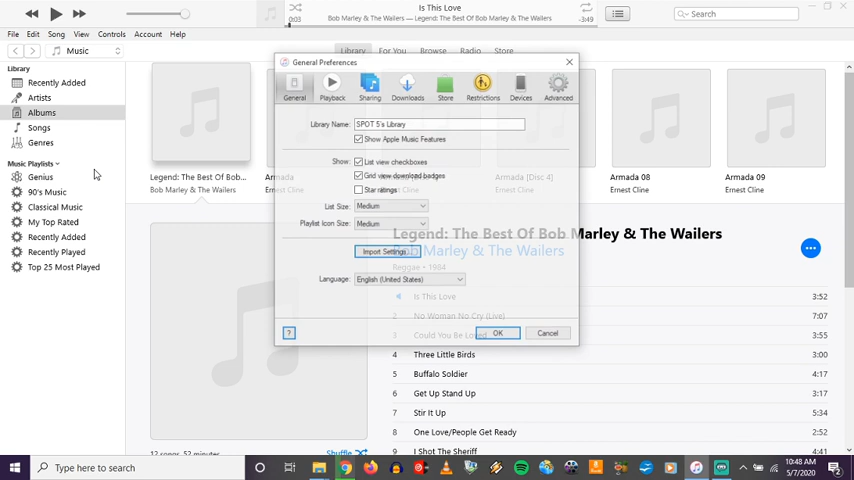 Is This Love
0:03
Bob Marley & The Wailers — Legend: The Best Of Bob Marley & The Wailers
-3:49
Search
File Edit Song View Controls Account Help
Music
Library For You Browse Radio Store
Library
Recently Added
Artists
Albums
Songs
Genres
Music Playlists
Genius
90's Music
Classical Music
My Top Rated
Recently Added
Recently Played
Top 25 Most Played
Legend: The Best Of Bob...
Bob Marley & The Wailers
Armada
Ernest Cline
Armada [Disc 4]
Ernest Cline
Armada 08
Ernest Cline
Armada 09
Ernest Cline
General Preferences
General Playback Sharing Downloads Store Restrictions Devices Advanced
Library Name: SPOT 5's Library
Show Apple Music Features
Show: List view checkboxes
Grid view download badges
Star ratings
List Size: Medium
Playlist Icon Size: Medium
Import Settings...
Language: English (United States)
? OK Cancel
Legend: The Best Of Bob Marley & The Wailers
Bob Marley & The Wailers
Reggae • 1984
Is This Love 3:52
2 No Woman No Cry (Live) 7:07
3 Could You Be Loved 3:55
4 Three Little Birds 3:00
5 Buffalo Soldier 4:17
6 Get Up Stand Up 3:17
7 Stir It Up 5:34
8 One Love/People Get Ready 2:52
9 I Shot The Sheriff
12 songs, 52 minutes
Shuffle
Type here to search
10:48 AM
5/7/2020
2